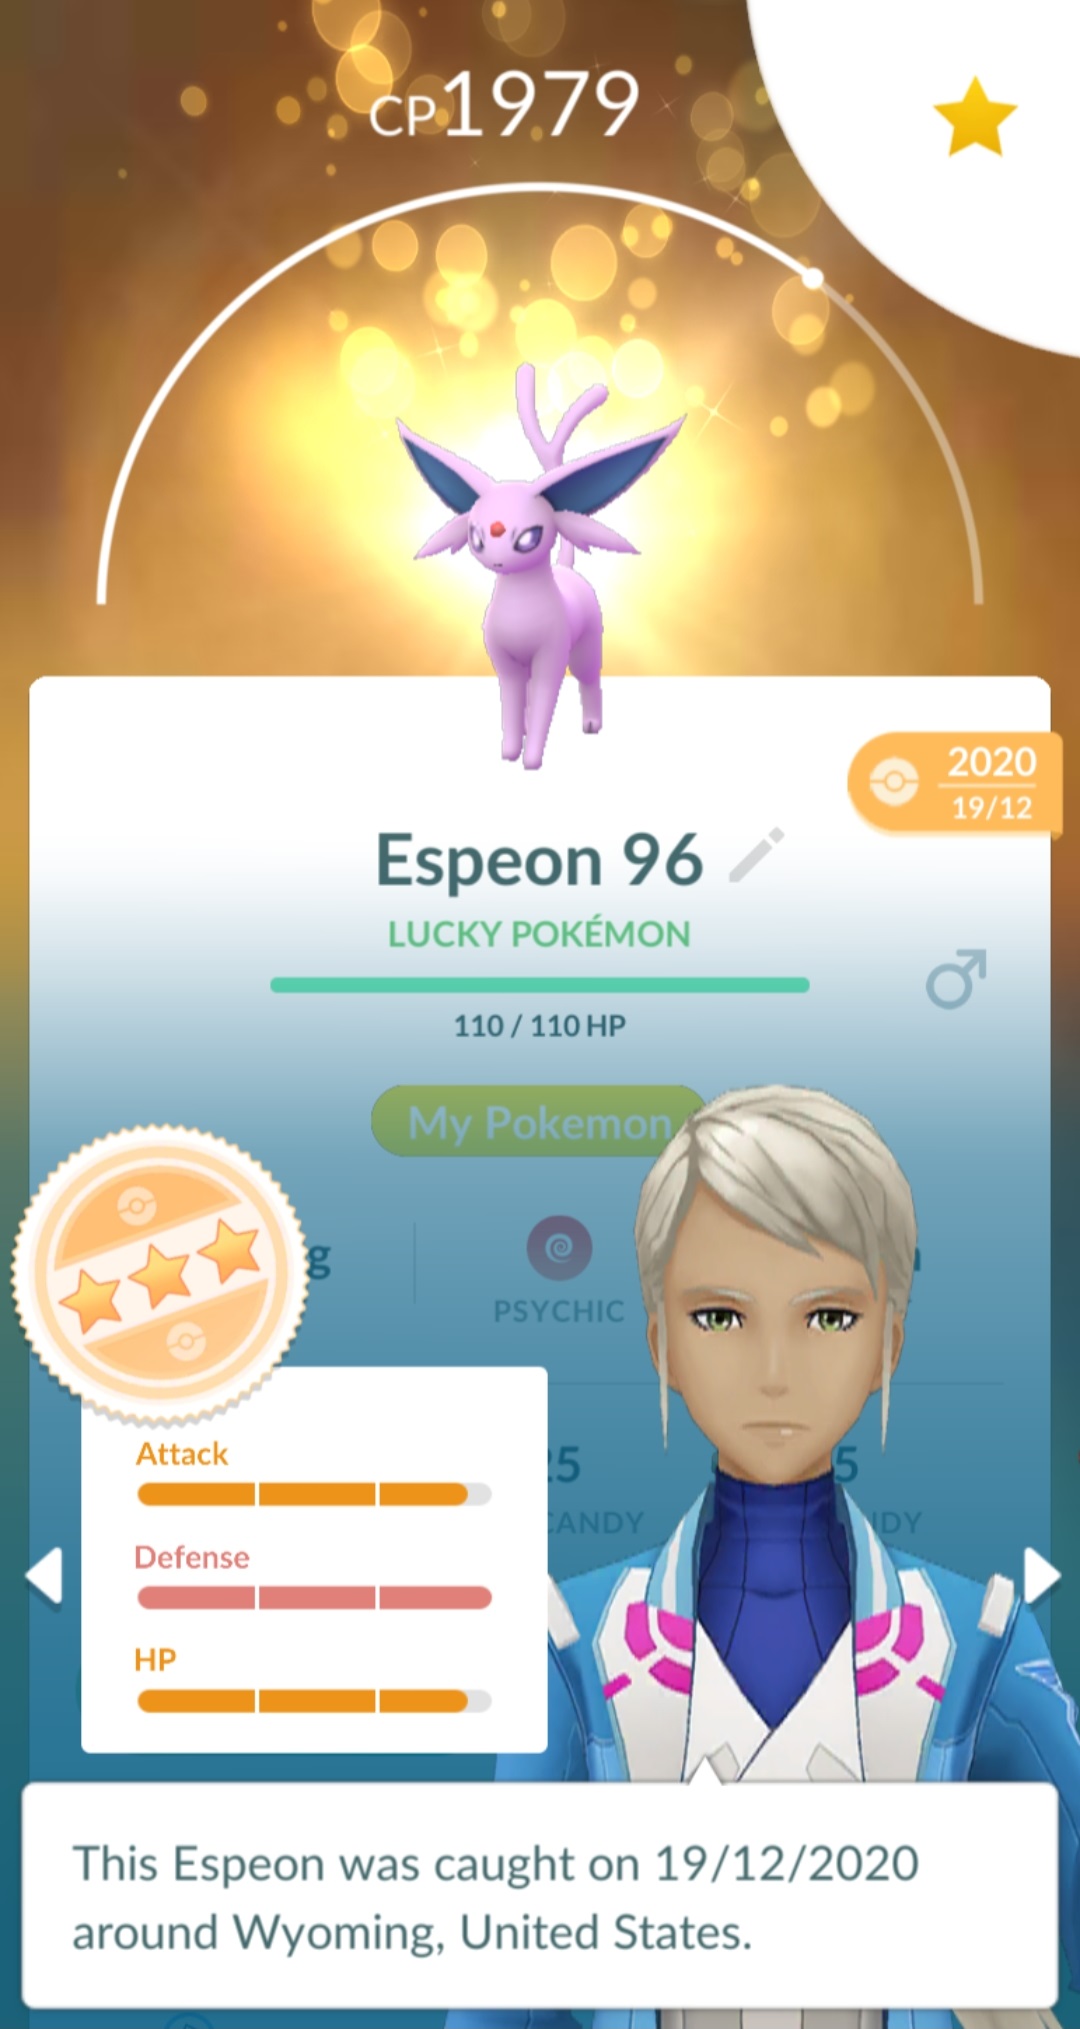 CP1979
2020
19/12
Espeon 96
LUCKY POKÉMON
110 / 110 HP
My Pokemon
PSYCHIC
Attack
Defense
HP
This Espeon was caught on 19/12/2020
around Wyoming, United States.